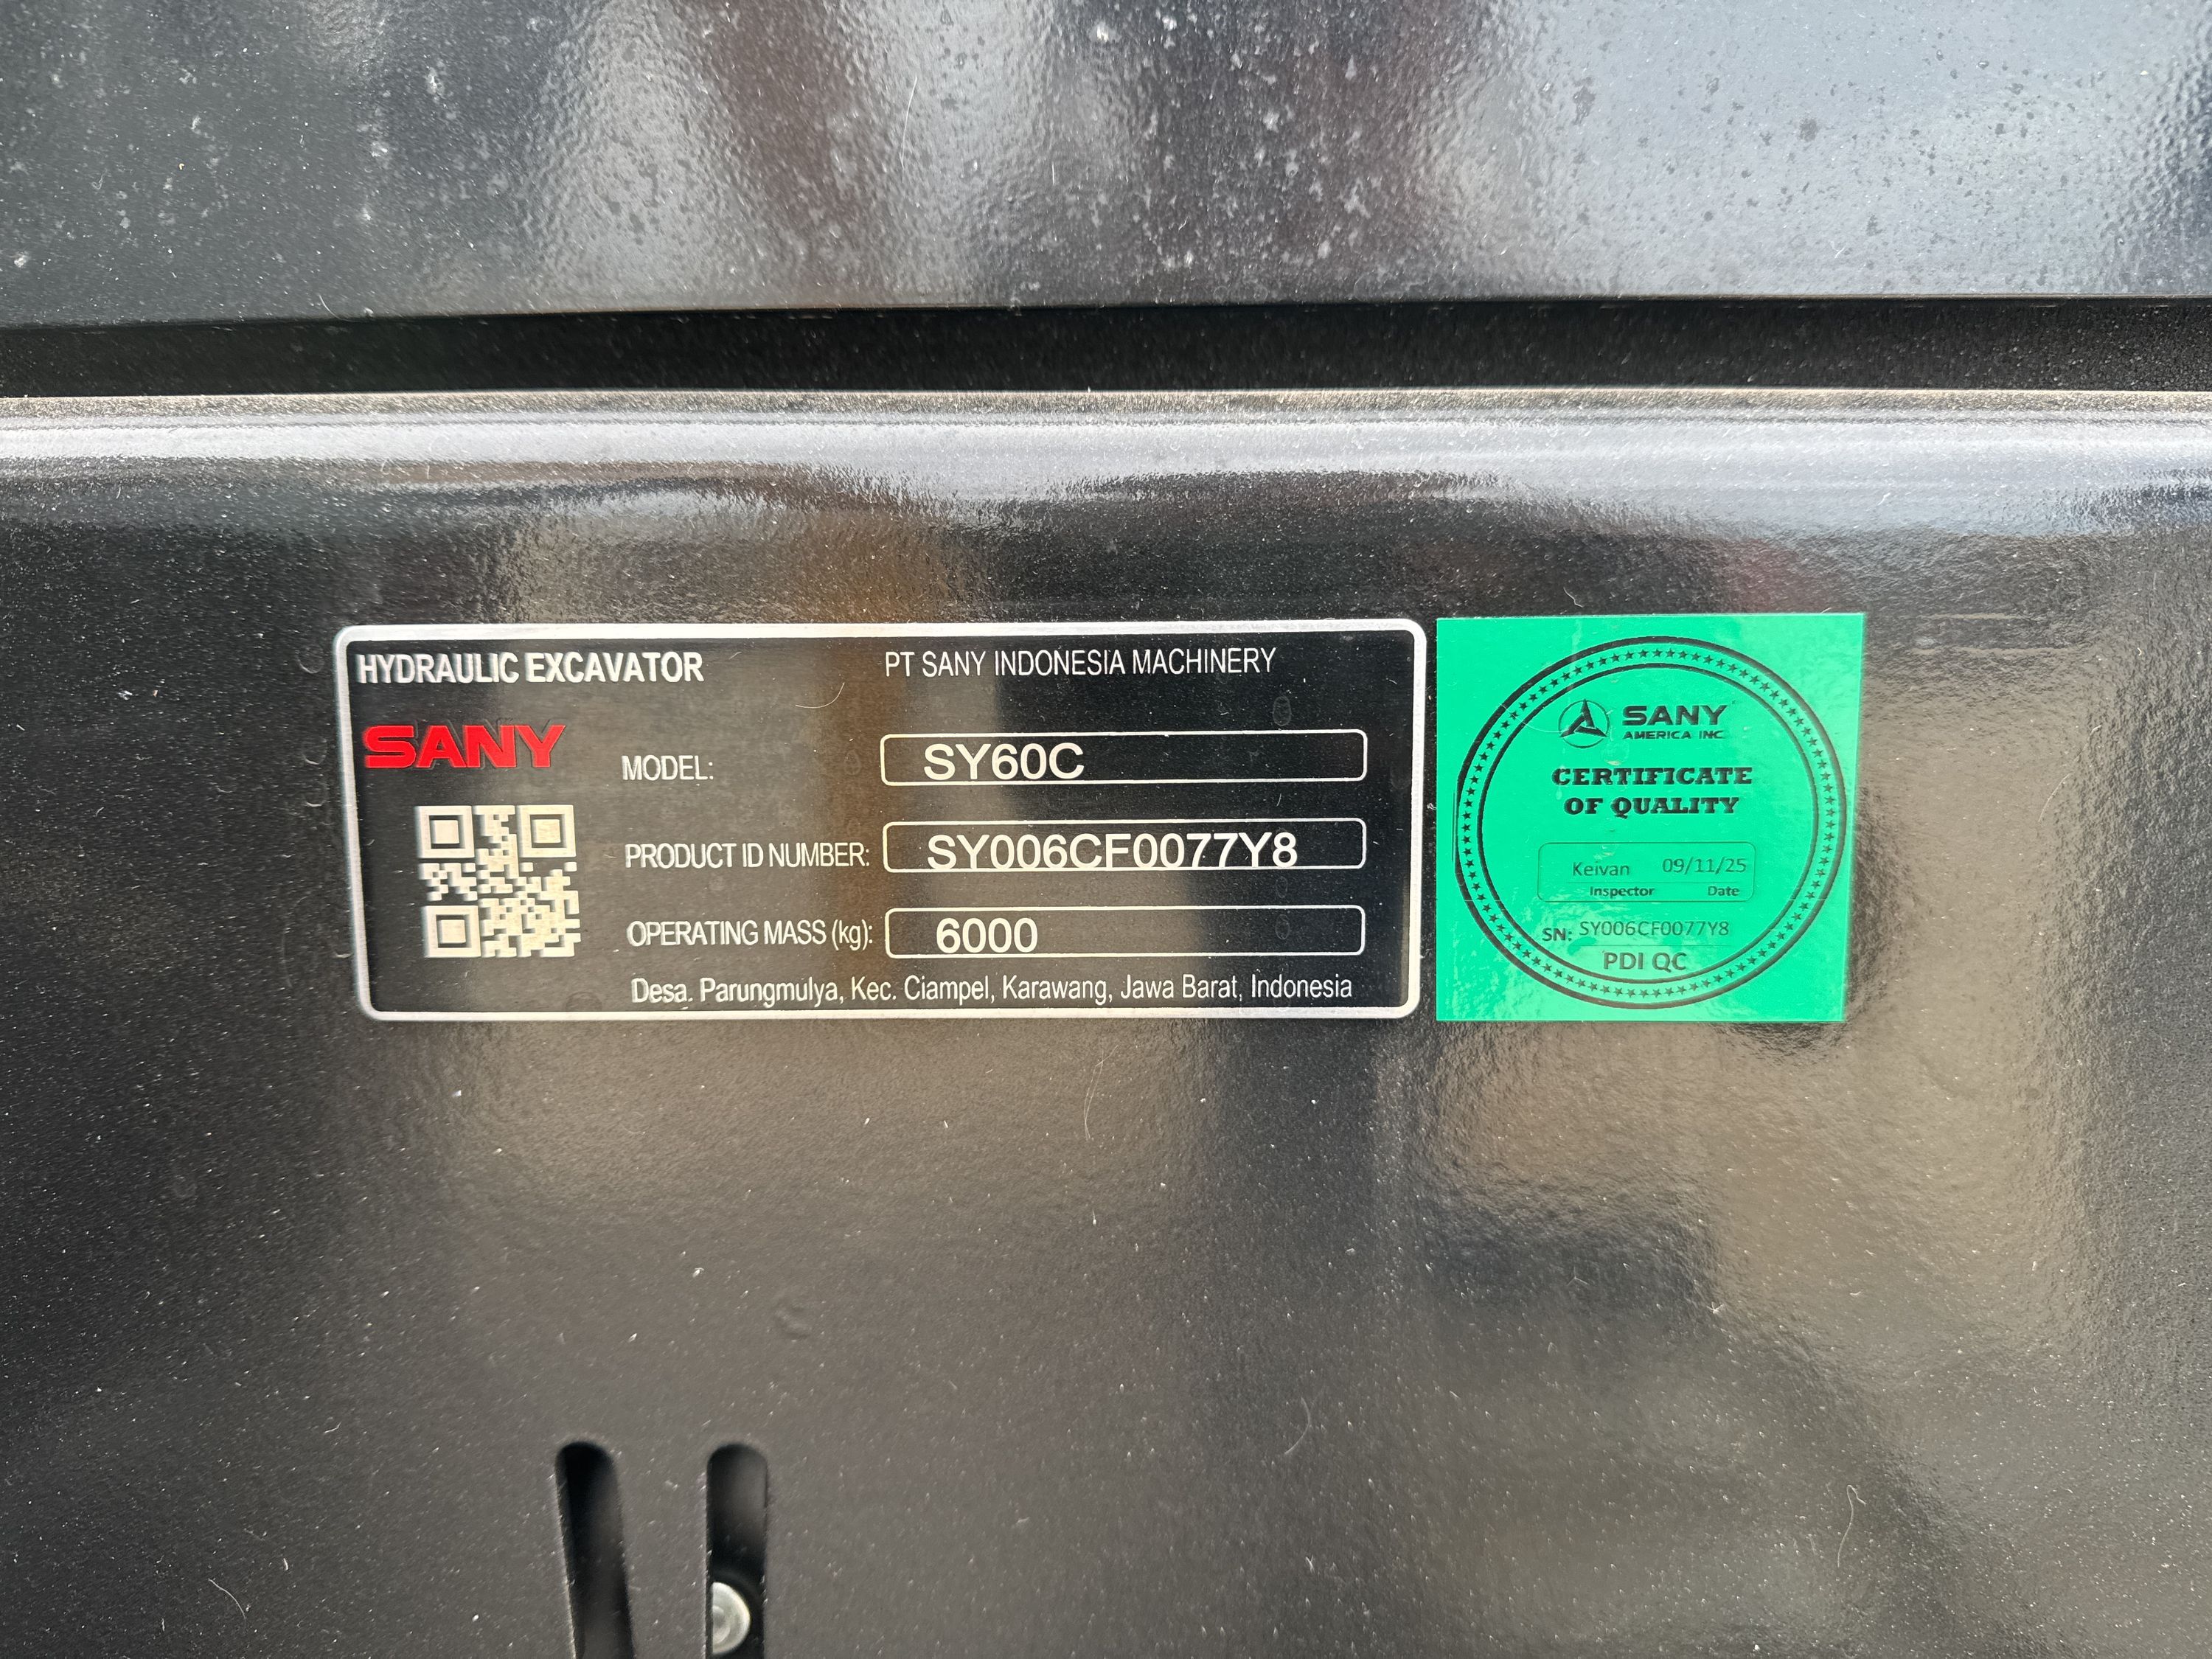 HYDRAULIC EXCAVATOR
PT SANY INDONESIA MACHINERY
SANY
MODEL: SY60C
PRODUCT ID NUMBER: SY006CF0077Y8
OPERATING MASS (kg): 6000
Desa. Parungmulya, Kec. Ciampel, Karawang, Jawa Barat, Indonesia
SANY
AMERICA INC
CERTIFICATE
OF QUALITY
Keivan 09/11/25
Inspector Date
SN: SY006CF0077Y8
PDI QC